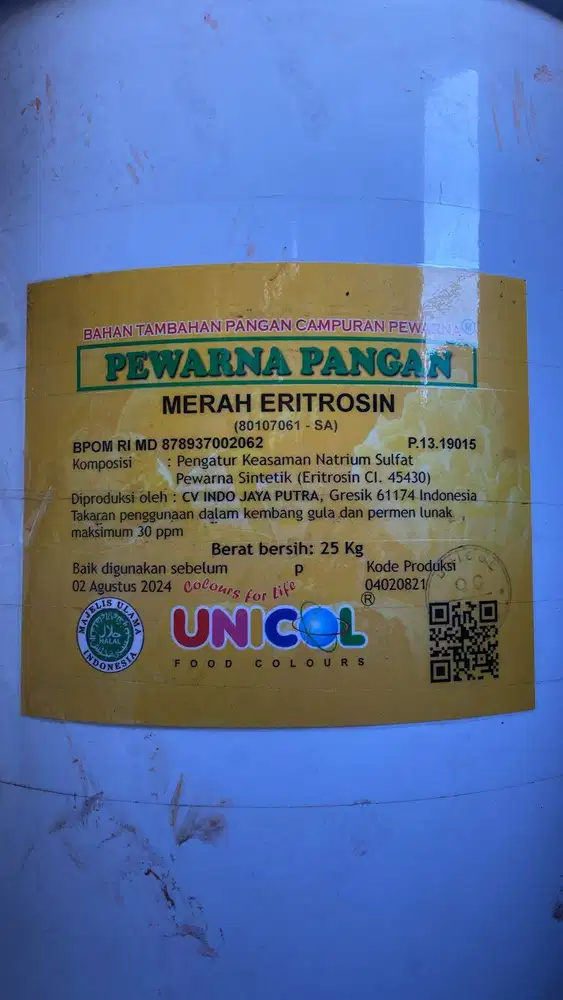 BAHAN TAMBAHAN PANGAN CAMPURAN PEWARNA ®
PEWARNA PANGAN
MERAH ERITROSIN
(80107061 - SA)
BPOM RI MD 878937002062 P.13.19015
Komposisi : Pengatur Keasaman Natrium Sulfat
Pewarna Sintetik (Eritrosin CI. 45430)
Diproduksi oleh : CV INDO JAYA PUTRA, Gresik 61174 Indonesia
Takaran penggunaan dalam kembang gula dan permen lunak
maksimum 30 ppm
Berat bersih: 25 Kg
Baik digunakan sebelum p Kode Produksi
02 Agustus 2024 04020821
Colours for Life
UNICOL ®
FOOD COLOURS
MAJELIS ULAMA
حلال
HALAL
INDONESIA